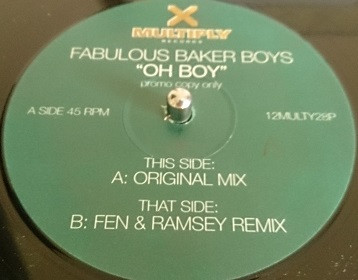 X
MULTIPLY
RECORDS
FABULOUS BAKER BOYS
"OH BOY"
promo copy only
A SIDE 45 RPM
12MULTY28P
THIS SIDE:
A: ORIGINAL MIX
THAT SIDE:
B: FEN & RAMSEY REMIX